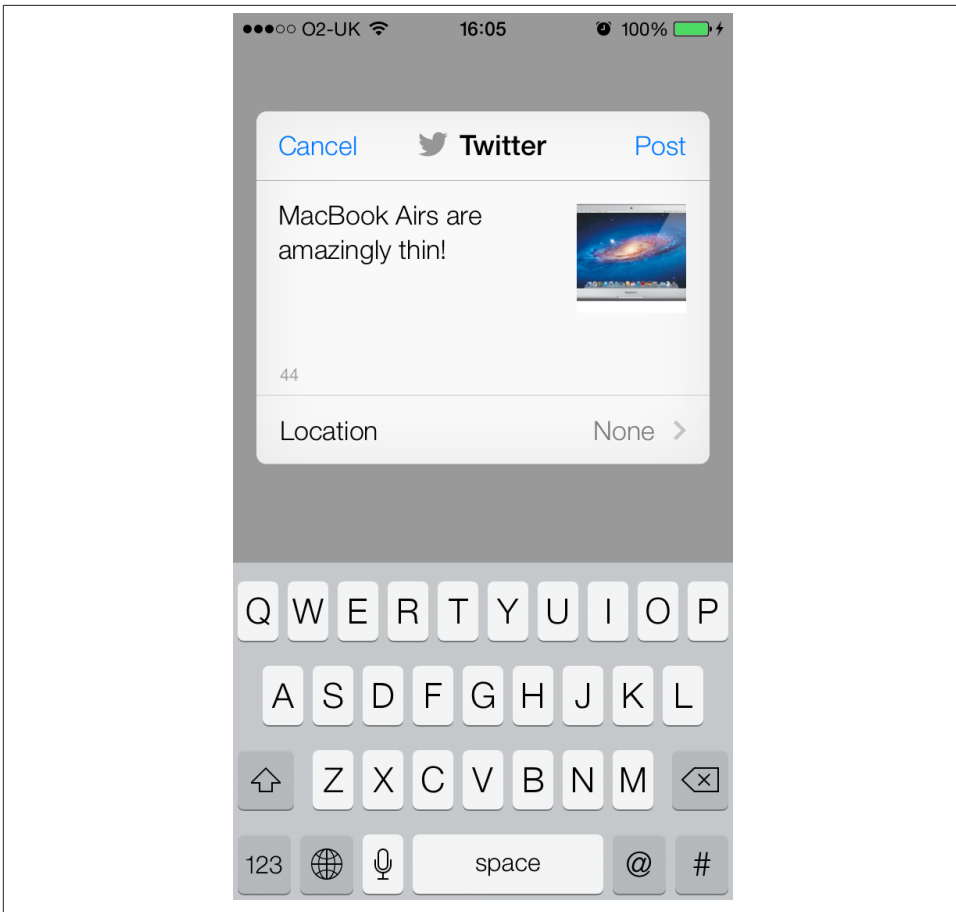 O2-UK 16:05 100%
Cancel Twitter Post
MacBook Airs are
amazingly thin!
44
Location None
Q W E R T Y U I O P
A S D F G H J K L
Z X C V B N M
123 space @ #